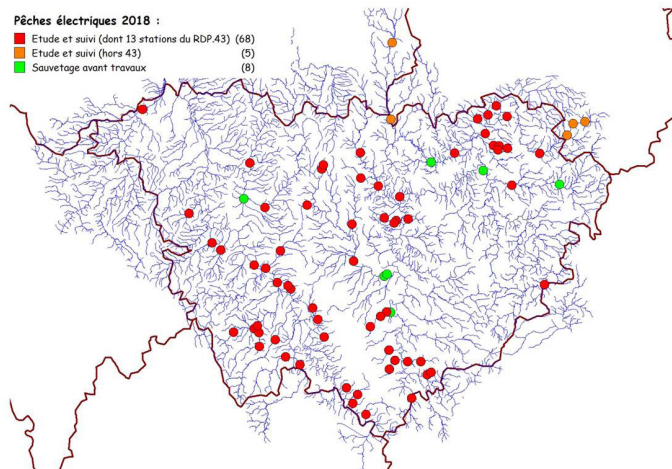 Pêches électriques 2018 :
Etude et suivi (dont 13 stations du RDP.43) (68)
Etude et suivi (hors 43) (5)
Sauvetage avant travaux (8)